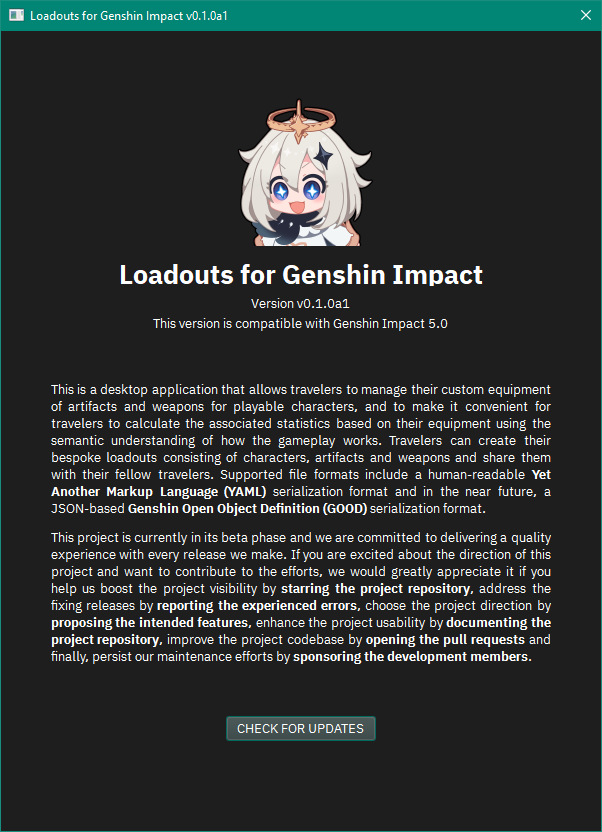 Loadouts for Genshin Impact v0.1.0a1
Loadouts for Genshin Impact
Version v0.1.0a1
This version is compatible with Genshin Impact 5.0
This is a desktop application that allows travelers to manage their custom equipment
of artifacts and weapons for playable characters, and to make it convenient for
travelers to calculate the associated statistics based on their equipment using the
semantic understanding of how the gameplay works. Travelers can create their
bespoke loadouts consisting of characters, artifacts and weapons and share them
with their fellow travelers. Supported file formats include a human-readable Yet
Another Markup Language (YAML) serialization format and in the near future, a
JSON-based Genshin Open Object Definition (GOOD) serialization format.
This project is currently in its beta phase and we are committed to delivering a quality
experience with every release we make. If you are excited about the direction of this
project and want to contribute to the efforts, we would greatly appreciate it if you
help us boost the project visibility by starring the project repository, address the
fixing releases by reporting the experienced errors, choose the project direction by
proposing the intended features, enhance the project usability by documenting the
project repository, improve the project codebase by opening the pull requests and
finally, persist our maintenance efforts by sponsoring the development members.
CHECK FOR UPDATES